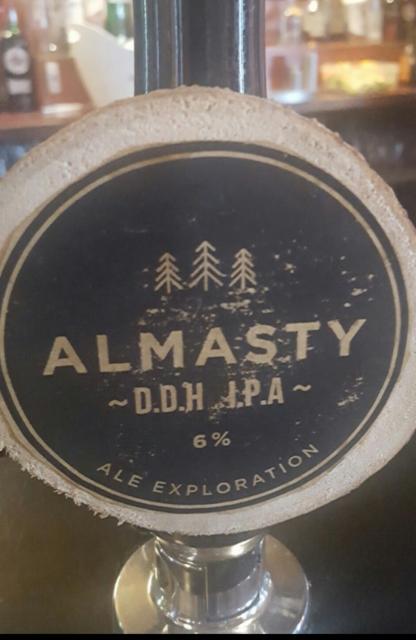 ALMASTY
~D.D.H I.P.A~
6%
ALE EXPLORATION